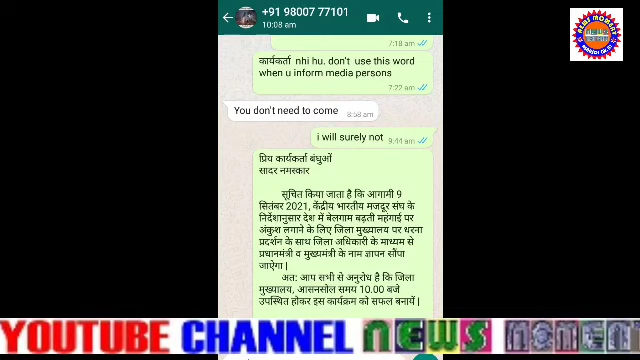 +91 98007 77101
10:08 am
7:18 am
कार्यकर्ता nhi hu. don't use this word
when u inform media persons
7:22 am
You don't need to come
8:58 am
i will surely not
9:44 am
प्रिय कार्यकर्ता बंधुओं
सादर नमस्कार
सूचित किया जाता है कि आगामी 9
सितंबर 2021, केंद्रीय भारतीय मजदूर संघ के
निर्देशानुसार देश में बेलगाम बढ़ती महंगाई पर
अंकुश लगाने के लिए जिला मुख्यालय पर धरना
प्रदर्शन के साथ जिला अधिकारी के माध्यम से
प्रधानमंत्री व मुख्यमंत्री के नाम ज्ञापन सौंपा
जाऐगा |
अत: आप सभी से अनुरोध है कि जिला
मुख्यालय, आसनसोल समय 10.00 बजे
उपस्थित होकर इस कार्यक्रम को सफल बनायें |
YOUTUBE CHANNEL NEWS MOMENT
NEWS MOMENT